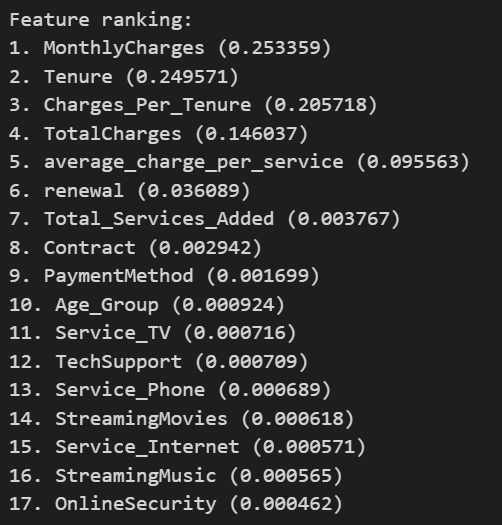 Feature ranking:
1. MonthlyCharges (0.253359)
2. Tenure (0.249571)
3. Charges_Per_Tenure (0.205718)
4. TotalCharges (0.146037)
5. average_charge_per_service (0.095563)
6. renewal (0.036089)
7. Total_Services_Added (0.003767)
8. Contract (0.002942)
9. PaymentMethod (0.001699)
10. Age_Group (0.000924)
11. Service_TV (0.000716)
12. TechSupport (0.000709)
13. Service_Phone (0.000689)
14. StreamingMovies (0.000618)
15. Service_Internet (0.000571)
16. StreamingMusic (0.000565)
17. OnlineSecurity (0.000462)